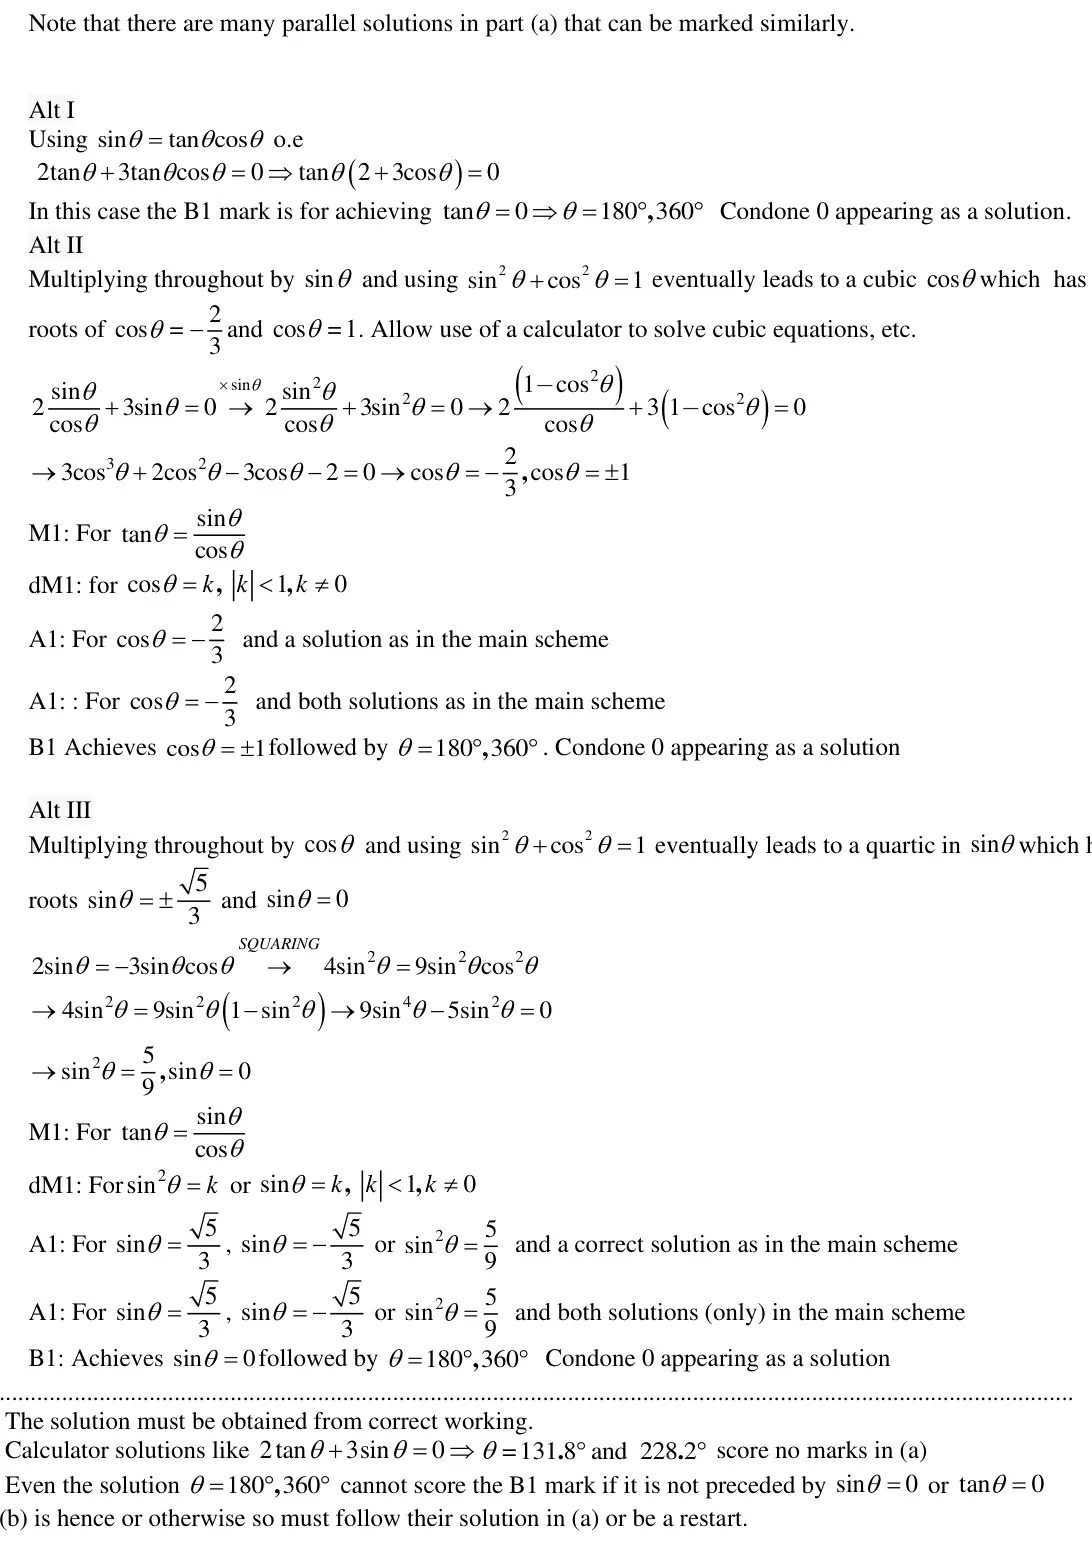 Note that there are many parallel solutions in part (a) that can be marked similarly.
Alt I
Using sinθ = tanθcosθ o.e
2tanθ + 3tanθcosθ = 0 ⇒ tanθ(2 + 3cosθ) = 0
In this case the B1 mark is for achieving tanθ = 0 ⇒ θ = 180°, 360° Condone 0 appearing as a solution.
Alt II
Multiplying throughout by sinθ and using sin²θ + cos²θ = 1 eventually leads to a cubic cosθ which has
roots of cosθ = −2/3 and cosθ = 1. Allow use of a calculator to solve cubic equations, etc.
2 sinθ/cosθ + 3sinθ = 0 →(× sinθ) 2 sin²θ/cosθ + 3sin²θ = 0 → 2 (1−cos²θ)/cosθ + 3(1−cos²θ) = 0
→ 3cos³θ + 2cos²θ − 3cosθ − 2 = 0 → cosθ = −2/3, cosθ = ±1
M1: For tanθ = sinθ/cosθ
dM1: for cosθ = k, |k| < 1, k ≠ 0
A1: For cosθ = −2/3 and a solution as in the main scheme
A1: : For cosθ = −2/3 and both solutions as in the main scheme
B1 Achieves cosθ = ±1 followed by θ = 180°, 360°. Condone 0 appearing as a solution
Alt III
Multiplying throughout by cosθ and using sin²θ + cos²θ = 1 eventually leads to a quartic in sinθ which
roots sinθ = ±√5/3 and sinθ = 0
2sinθ = −3sinθcosθ →(SQUARING) 4sin²θ = 9sin²θcos²θ
→ 4sin²θ = 9sin²θ(1 − sin²θ) → 9sin⁴θ − 5sin²θ = 0
→ sin²θ = 5/9, sinθ = 0
M1: For tanθ = sinθ/cosθ
dM1: For sin²θ = k or sinθ = k, |k| < 1, k ≠ 0
A1: For sinθ = √5/3, sinθ = −√5/3 or sin²θ = 5/9 and a correct solution as in the main scheme
A1: For sinθ = √5/3, sinθ = −√5/3 or sin²θ = 5/9 and both solutions (only) in the main scheme
B1: Achieves sinθ = 0 followed by θ = 180°, 360° Condone 0 appearing as a solution
The solution must be obtained from correct working.
Calculator solutions like 2 tanθ + 3 sinθ = 0 ⇒ θ = 131.8° and 228.2° score no marks in (a)
Even the solution θ = 180°, 360° cannot score the B1 mark if it is not preceded by sinθ = 0 or tanθ = 0
(b) is hence or otherwise so must follow their solution in (a) or be a restart.